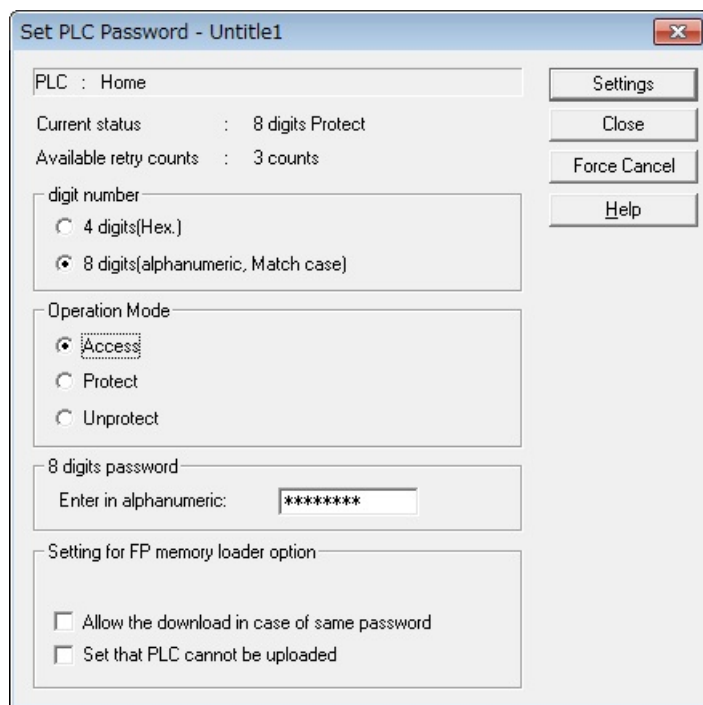 Set PLC Password - Untitle1
PLC : Home
Settings
Current status : 8 digits Protect
Close
Available retry counts : 3 counts
Force Cancel
digit number
Help
4 digits(Hex.)
8 digits(alphanumeric, Match case)
Operation Mode
Access
Protect
Unprotect
8 digits password
Enter in alphanumeric: ********
Setting for FP memory loader option
Allow the download in case of same password
Set that PLC cannot be uploaded